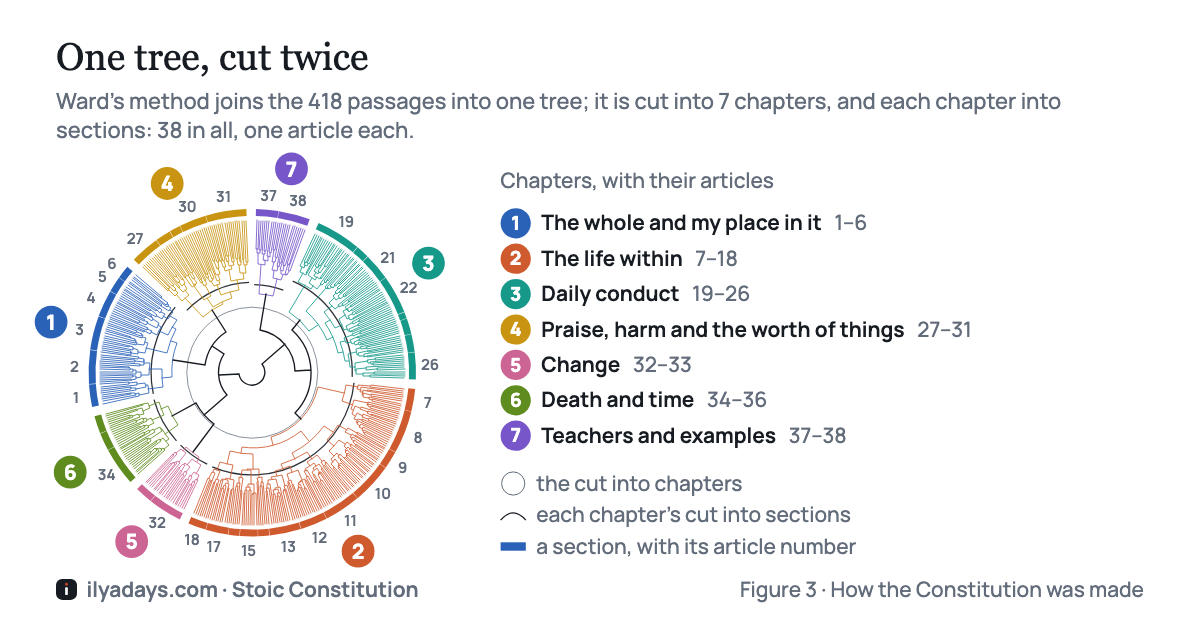 One tree, cut twice
Ward's method joins the 418 passages into one tree; it is cut into 7 chapters, and each chapter into
sections: 38 in all, one article each.
7
4
37
38
31
30
19
27
21
3
6
5
22
4
1
3
2
26
1
7
8
6
34
9
10
32
11
12
5
18
17
15
13
2
Chapters, with their articles
1 The whole and my place in it 1–6
2 The life within 7–18
3 Daily conduct 19–26
4 Praise, harm and the worth of things 27–31
5 Change 32–33
6 Death and time 34–36
7 Teachers and examples 37–38
the cut into chapters
each chapter's cut into sections
a section, with its article number
i ilyadays.com · Stoic Constitution
Figure 3 · How the Constitution was made